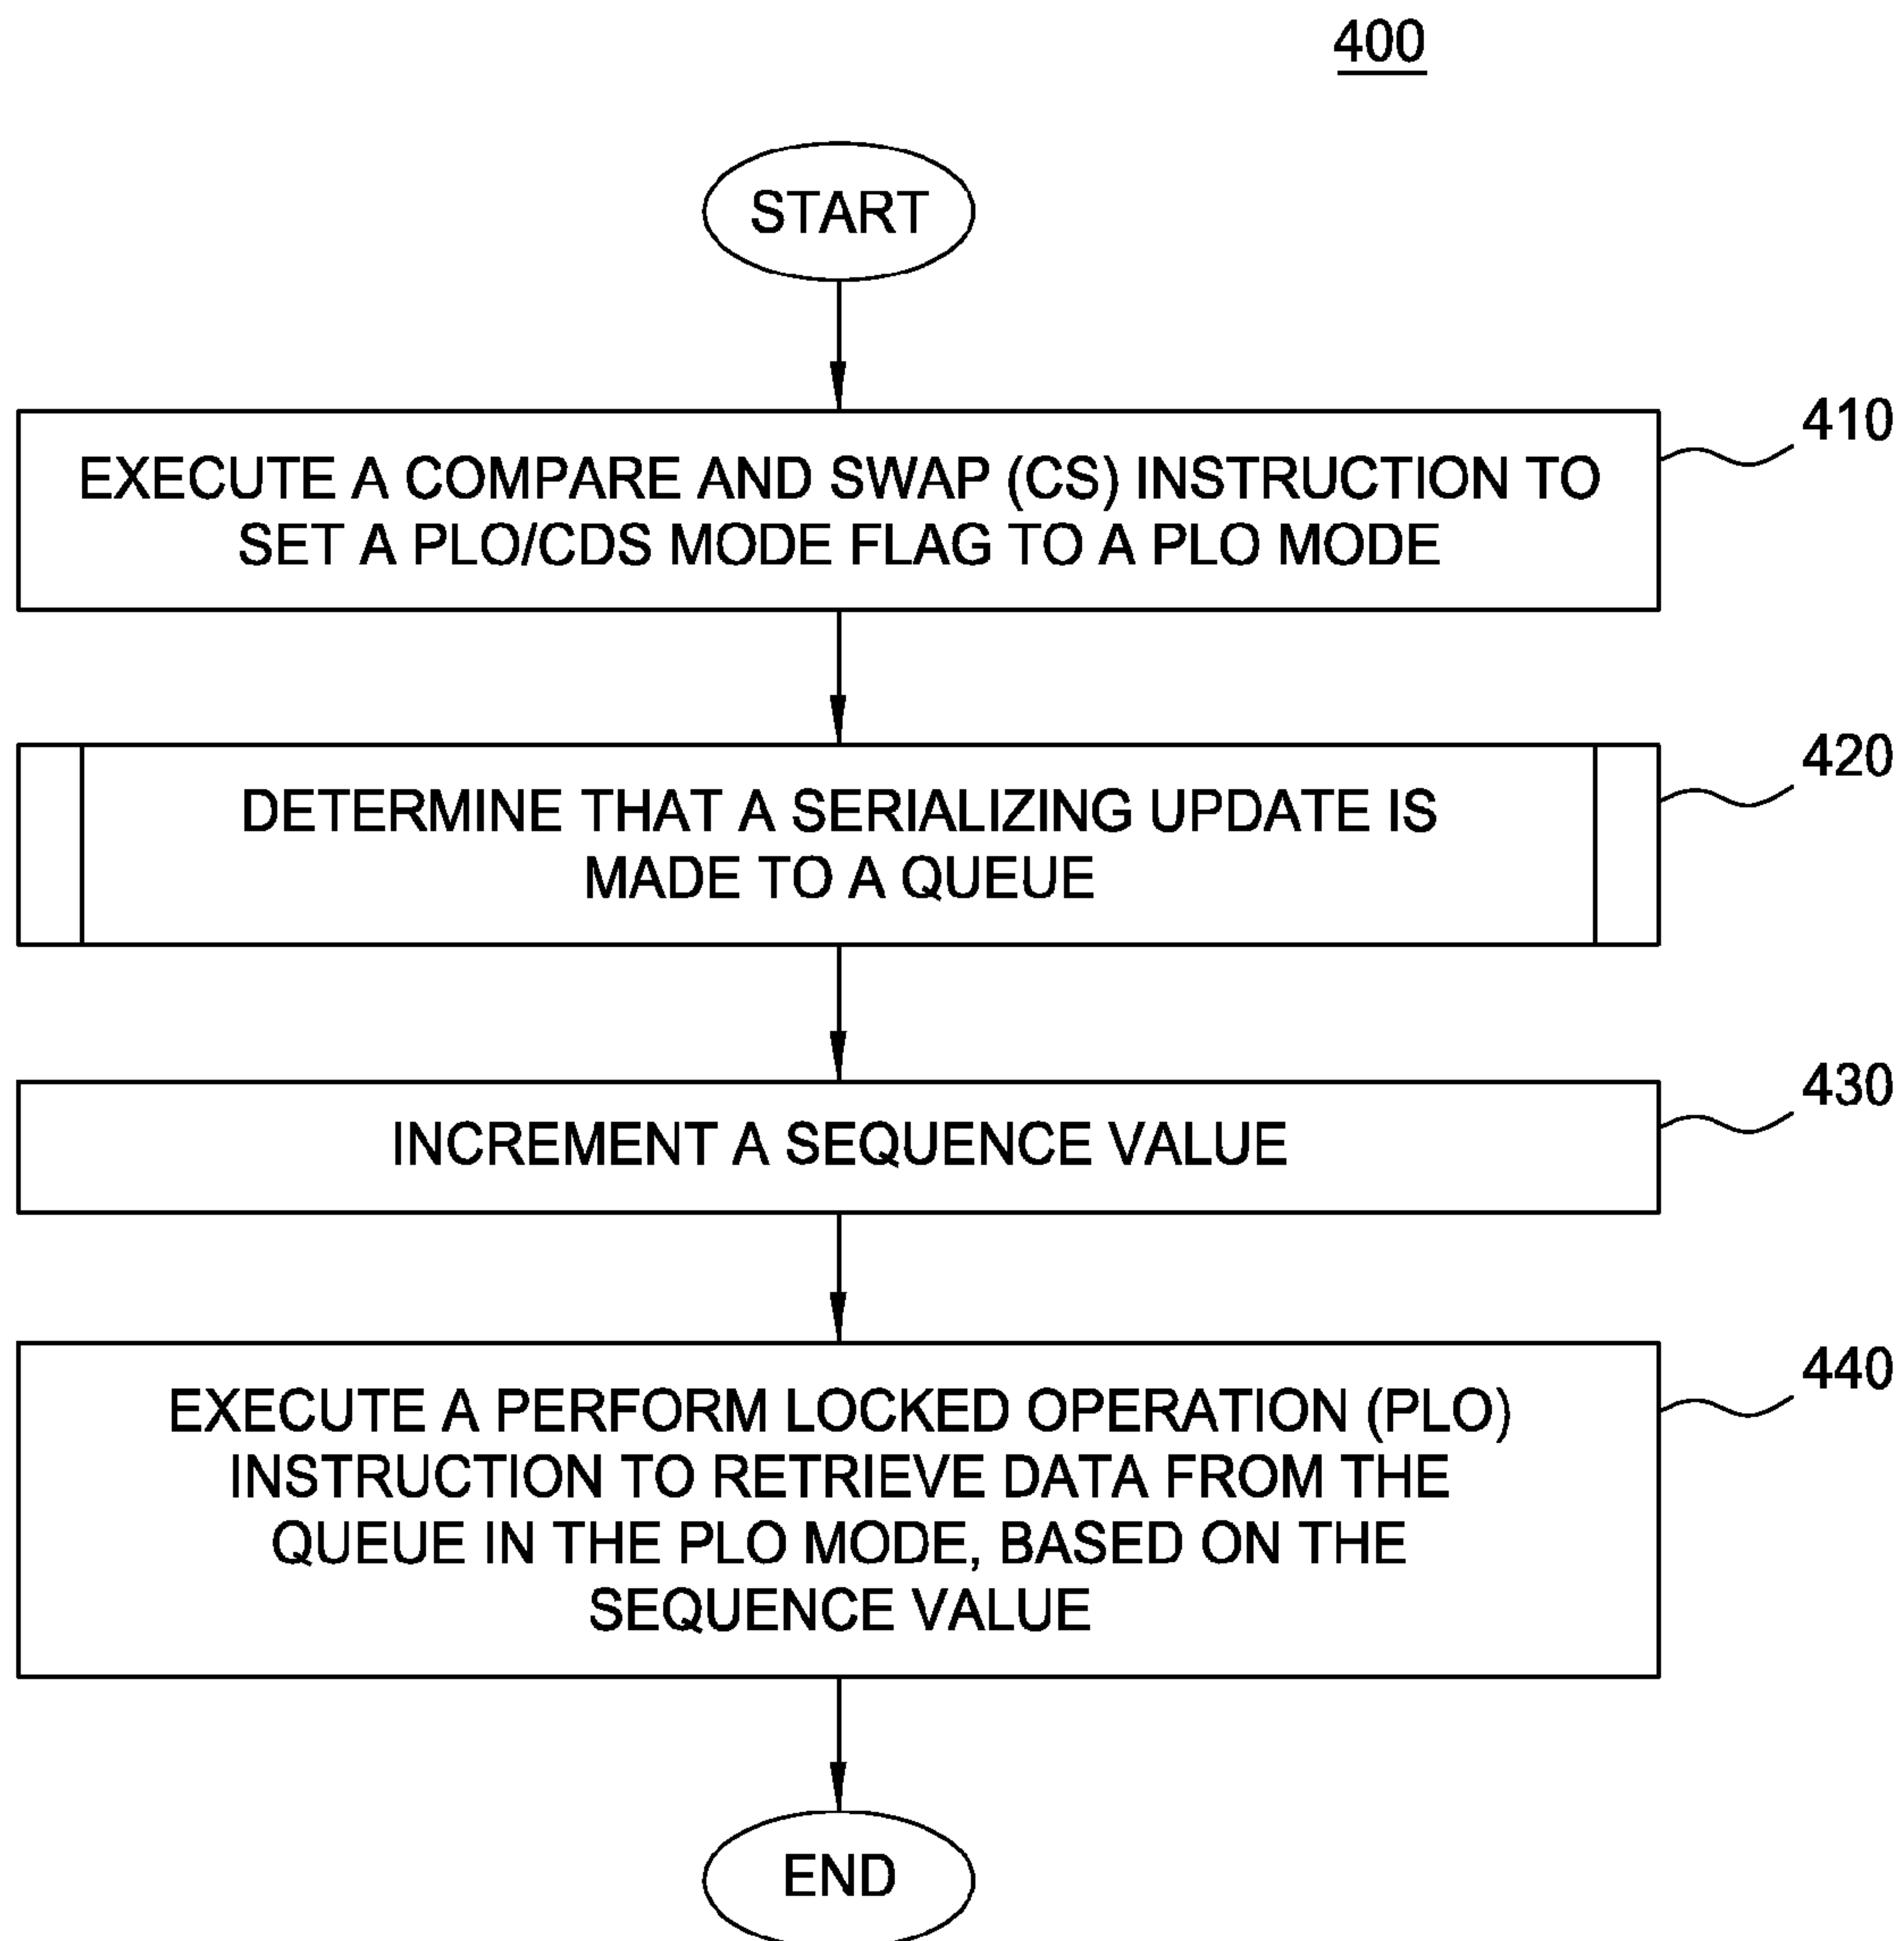 400
START
410
EXECUTE A COMPARE AND SWAP (CS) INSTRUCTION TO
SET A PLO/CDS MODE FLAG TO A PLO MODE
420
DETERMINE THAT A SERIALIZING UPDATE IS
MADE TO A QUEUE
430
INCREMENT A SEQUENCE VALUE
440
EXECUTE A PERFORM LOCKED OPERATION (PLO)
INSTRUCTION TO RETRIEVE DATA FROM THE
QUEUE IN THE PLO MODE, BASED ON THE
SEQUENCE VALUE
END